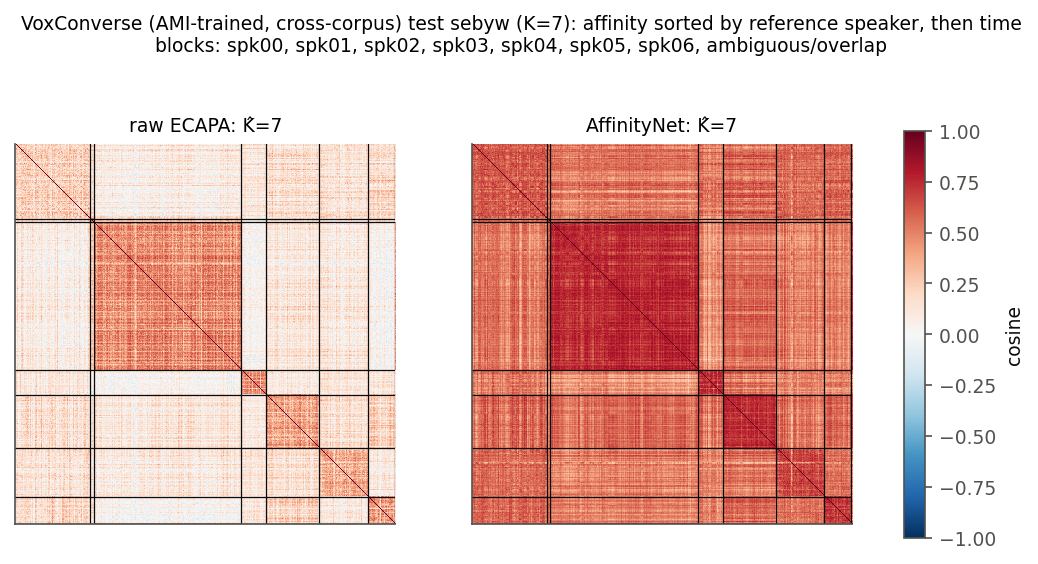 VoxConverse (AMI-trained, cross-corpus) test sebyw (K=7): affinity sorted by reference speaker, then time
blocks: spk00, spk01, spk02, spk03, spk04, spk05, spk06, ambiguous/overlap
raw ECAPA: K̂=7
AffinityNet: K̂=7
1.00
0.75
0.50
0.25
0.00
−0.25
−0.50
−0.75
−1.00
cosine